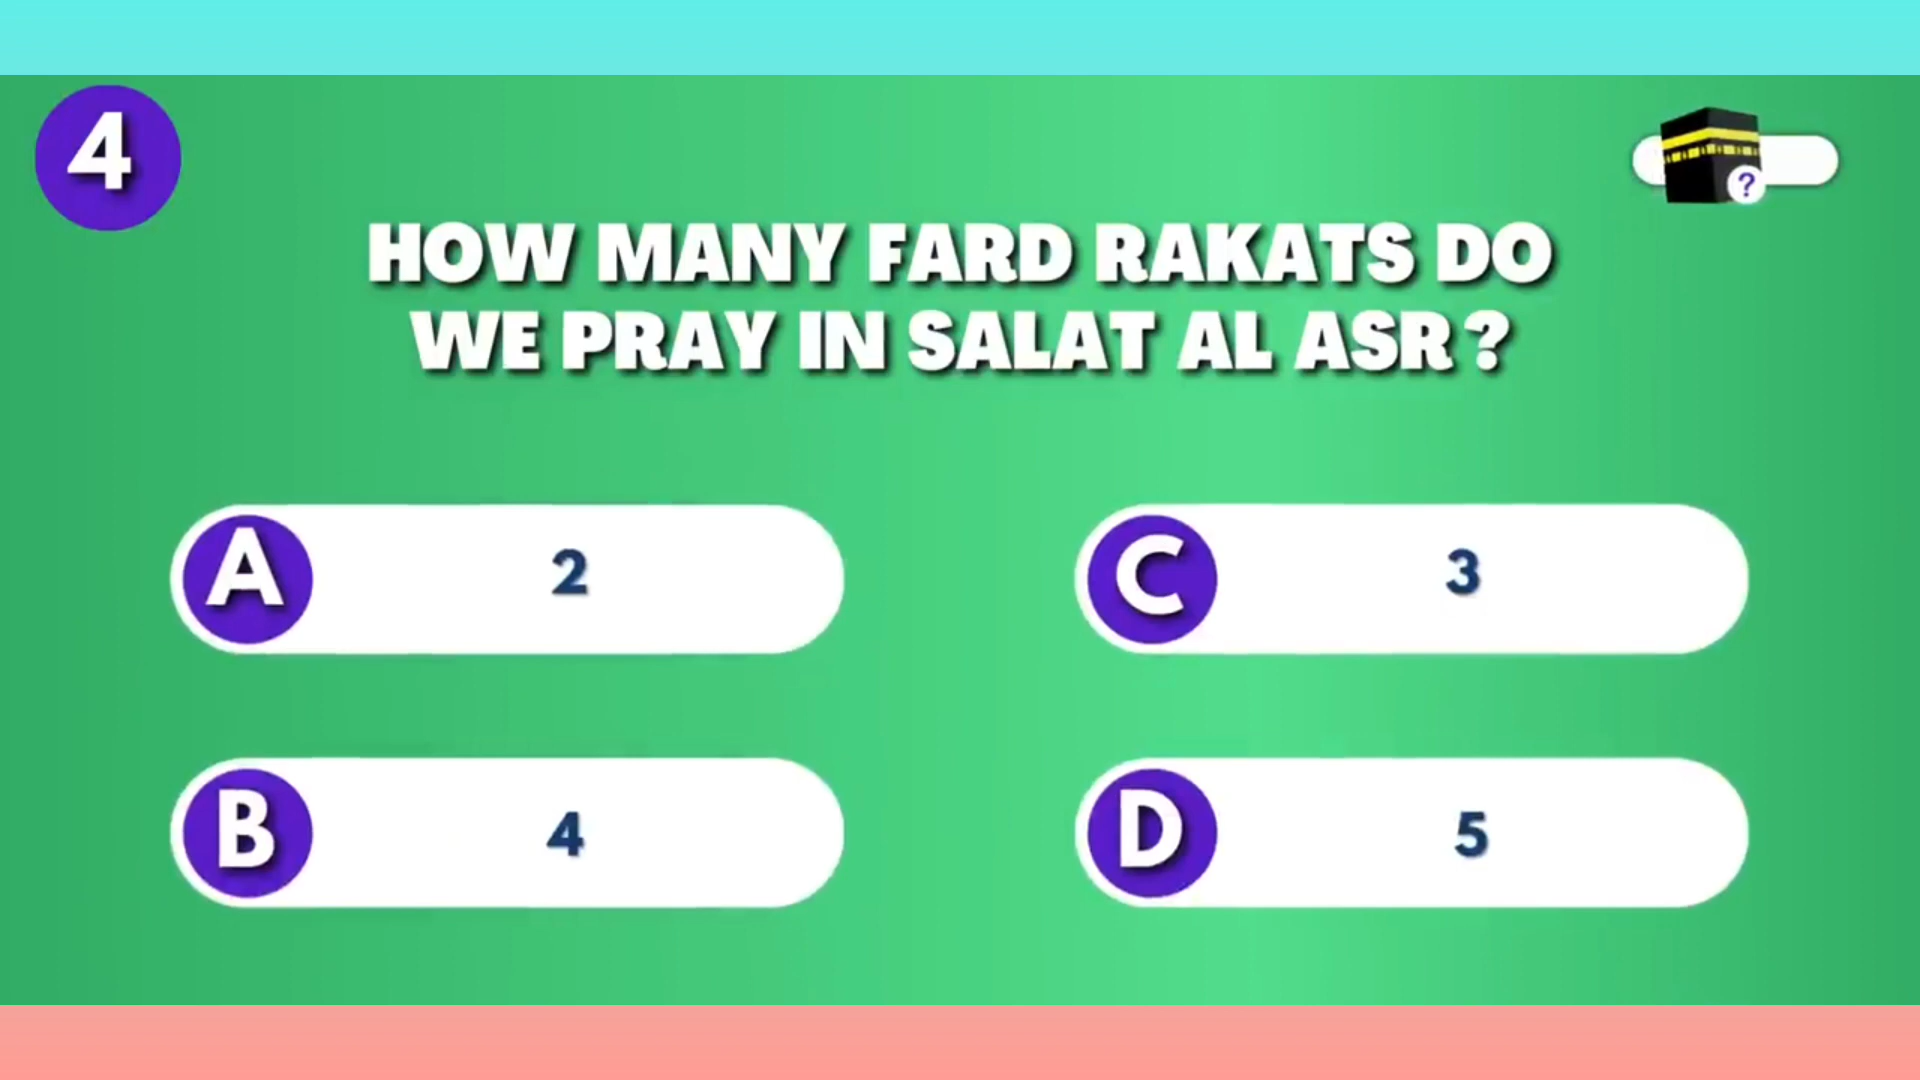 4
?
HOW MANY FARD RAKATS DO
WE PRAY IN SALAT AL ASR?
A 2
C 3
B 4
D 5